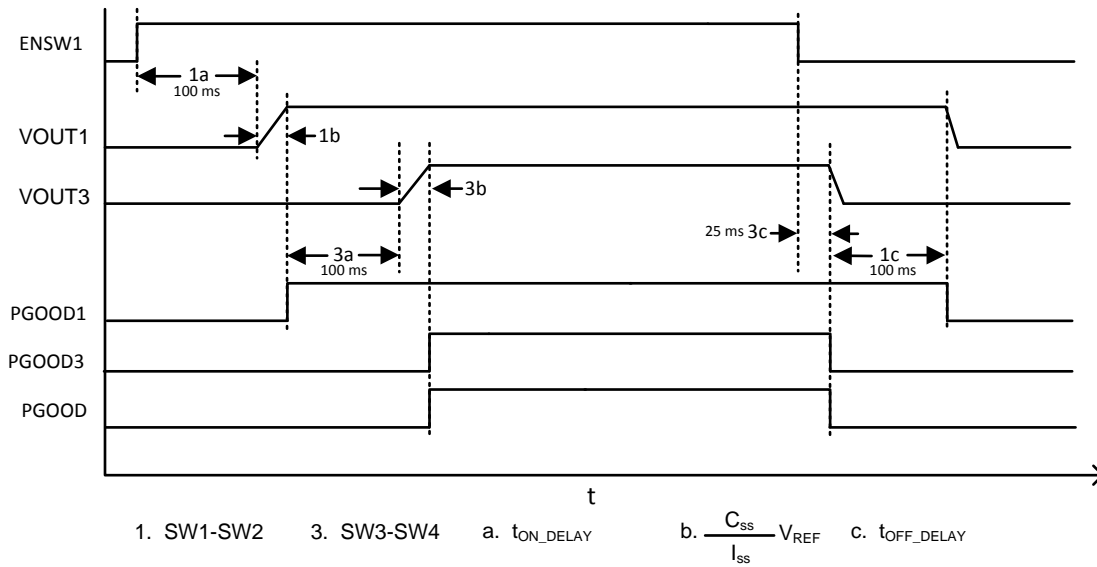 ENSW1
1a
100 ms
VOUT1
1b
VOUT3
3b
25 ms 3c
3a
100 ms
1c
100 ms
PGOOD1
PGOOD3
PGOOD
t
1. SW1-SW2 3. SW3-SW4 a. tON_DELAY b. Css/Iss VREF c. tOFF_DELAY